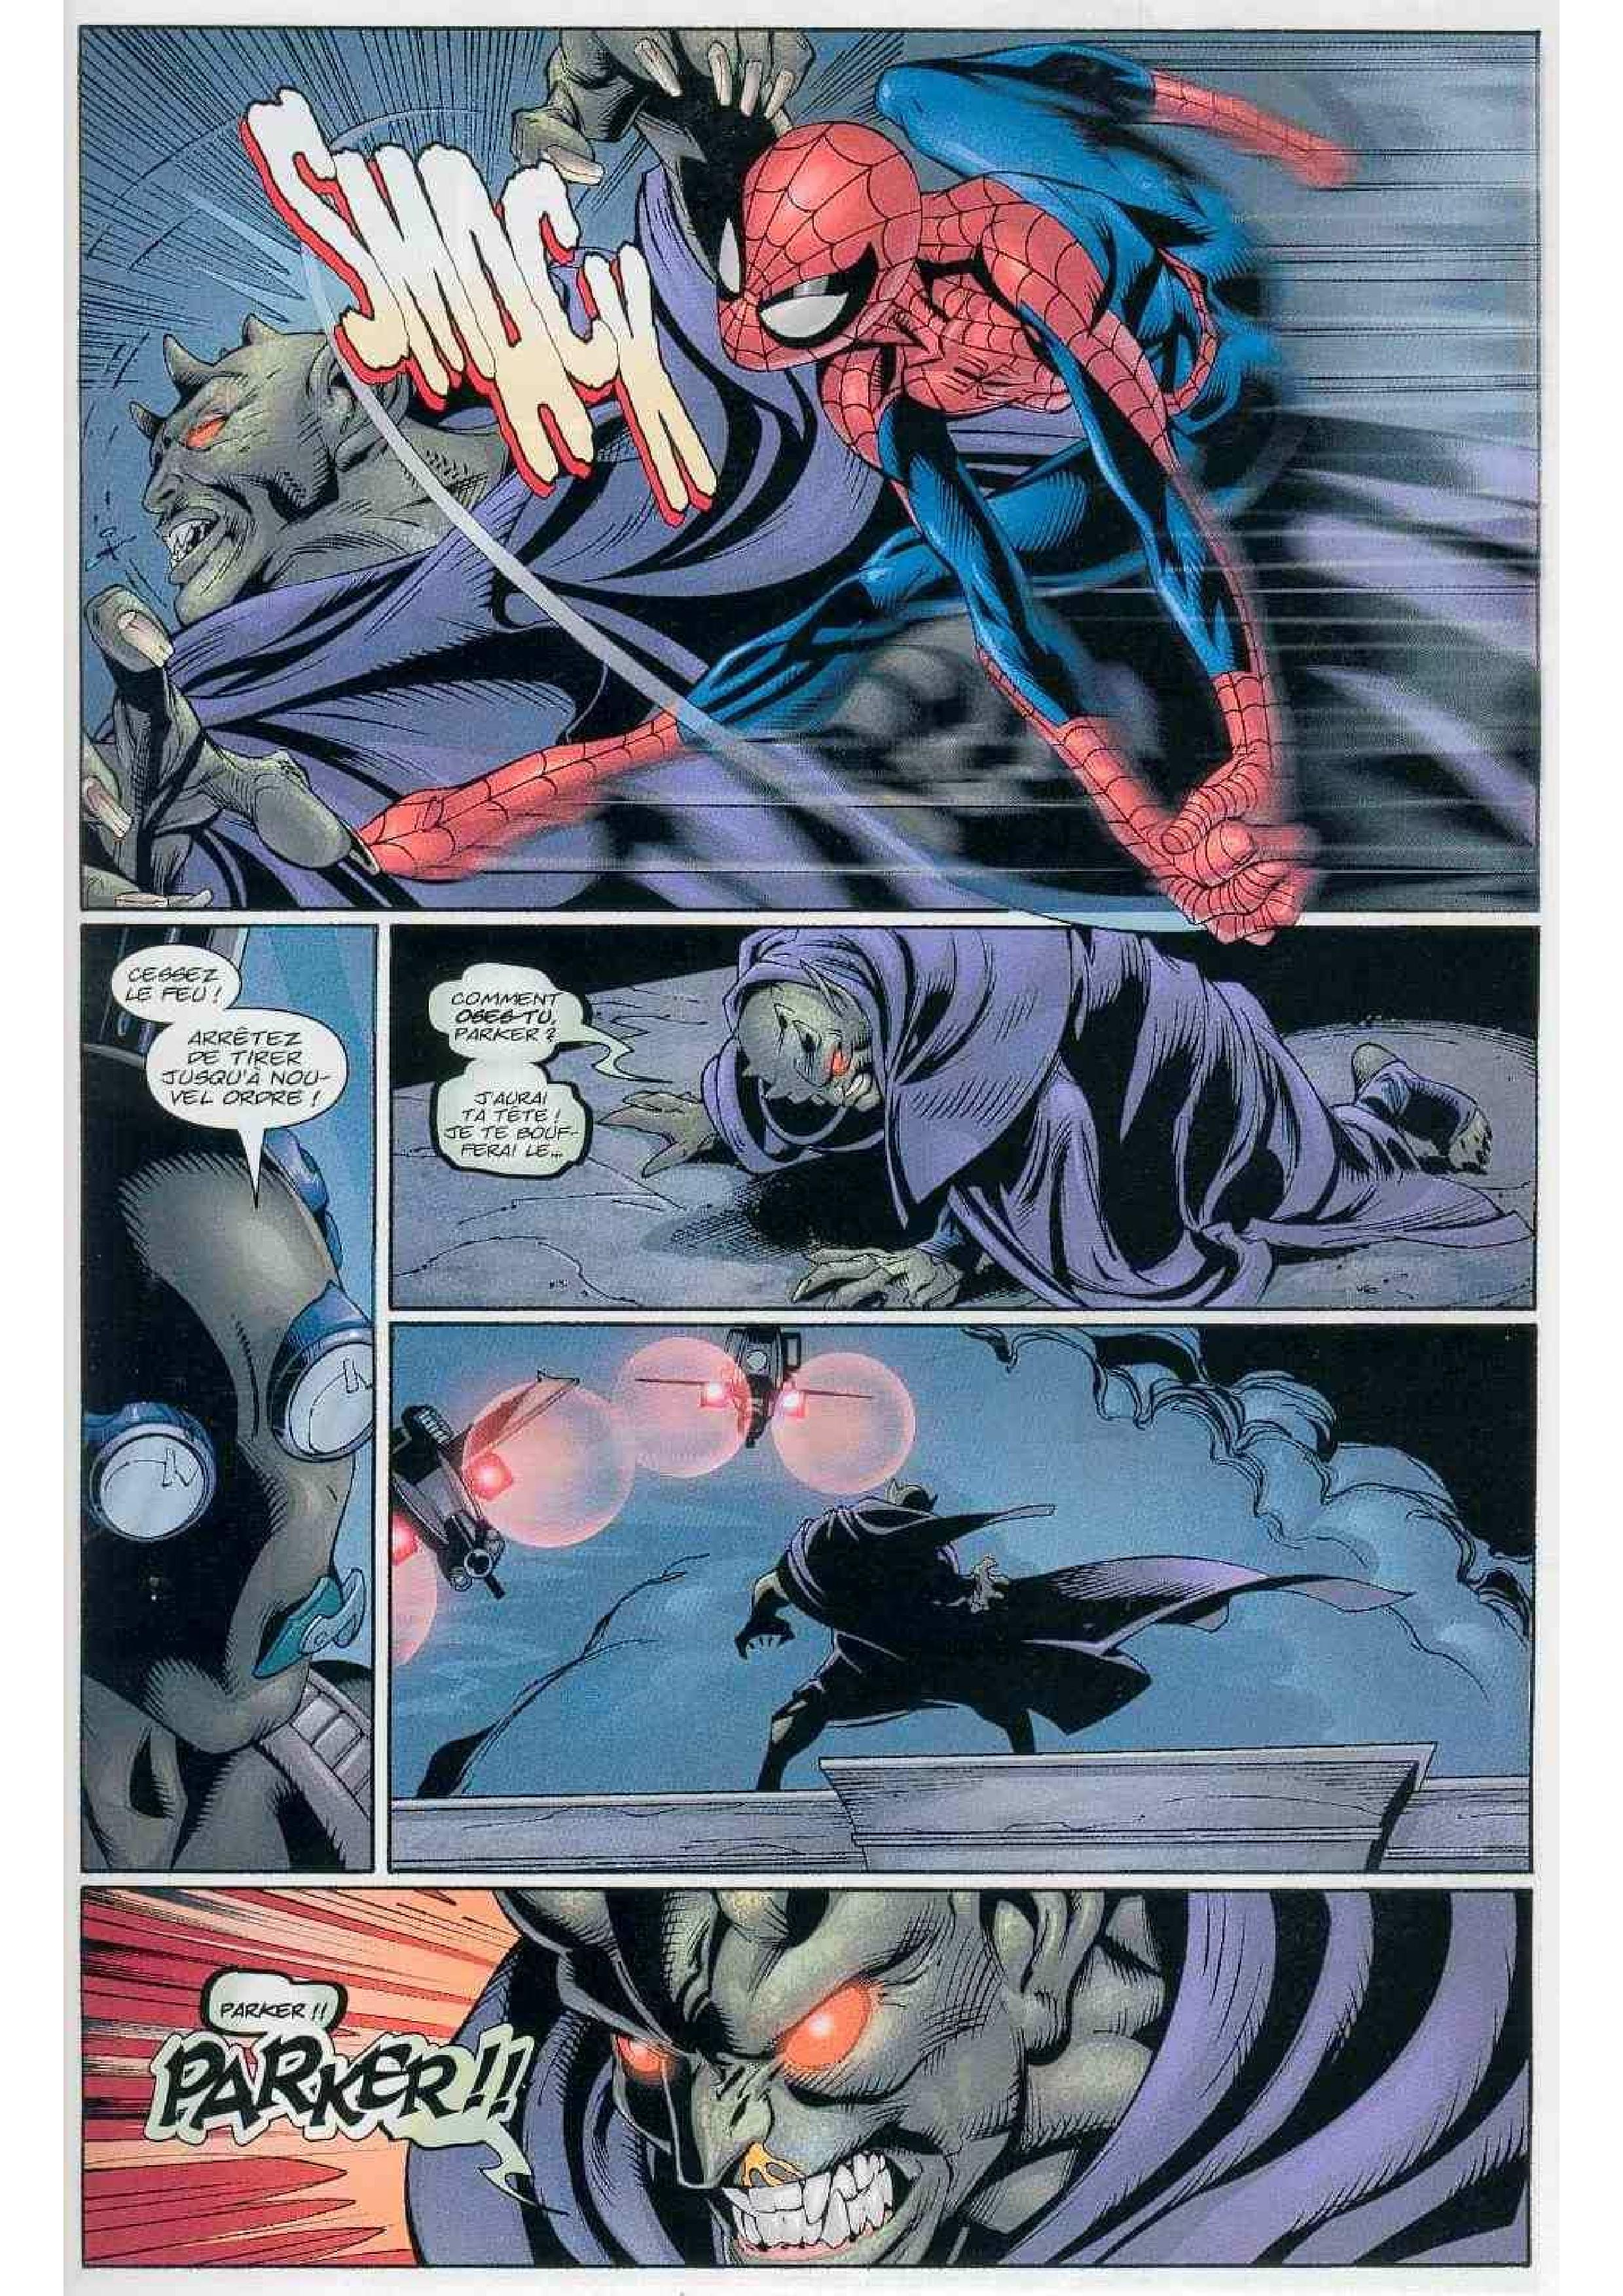 SMACK
CESSEZ
LE FEU !
ARRÊTEZ
DE TIRER
JUSQU'À NOU-
VEL ORDRE !
COMMENT
OSES-TU,
PARKER ?
J'AURAI
TA TÊTE !
JE TE BOUF-
FERAI LE...
PARKER !!
PARKER!!